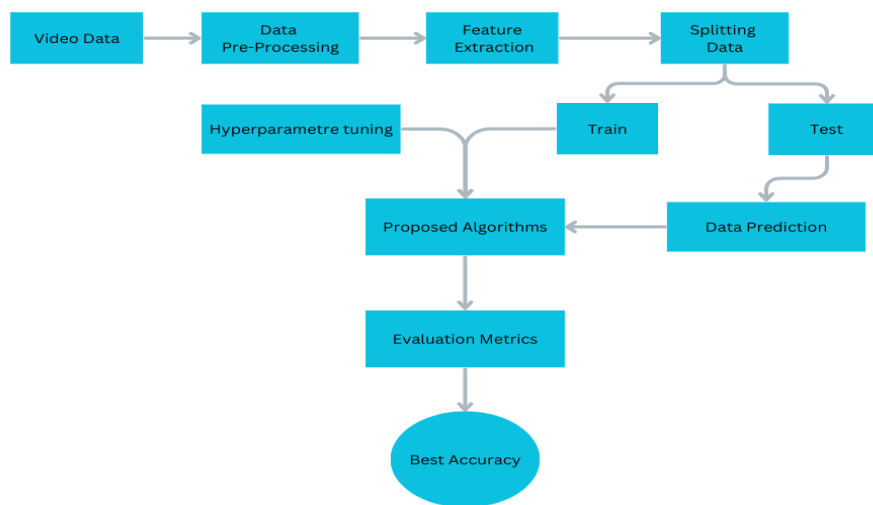 Video Data
Data
Pre-Processing
Feature
Extraction
Splitting
Data
Hyperparametre tuning
Train
Test
Proposed Algorithms
Data Prediction
Evaluation Metrics
Best Accuracy